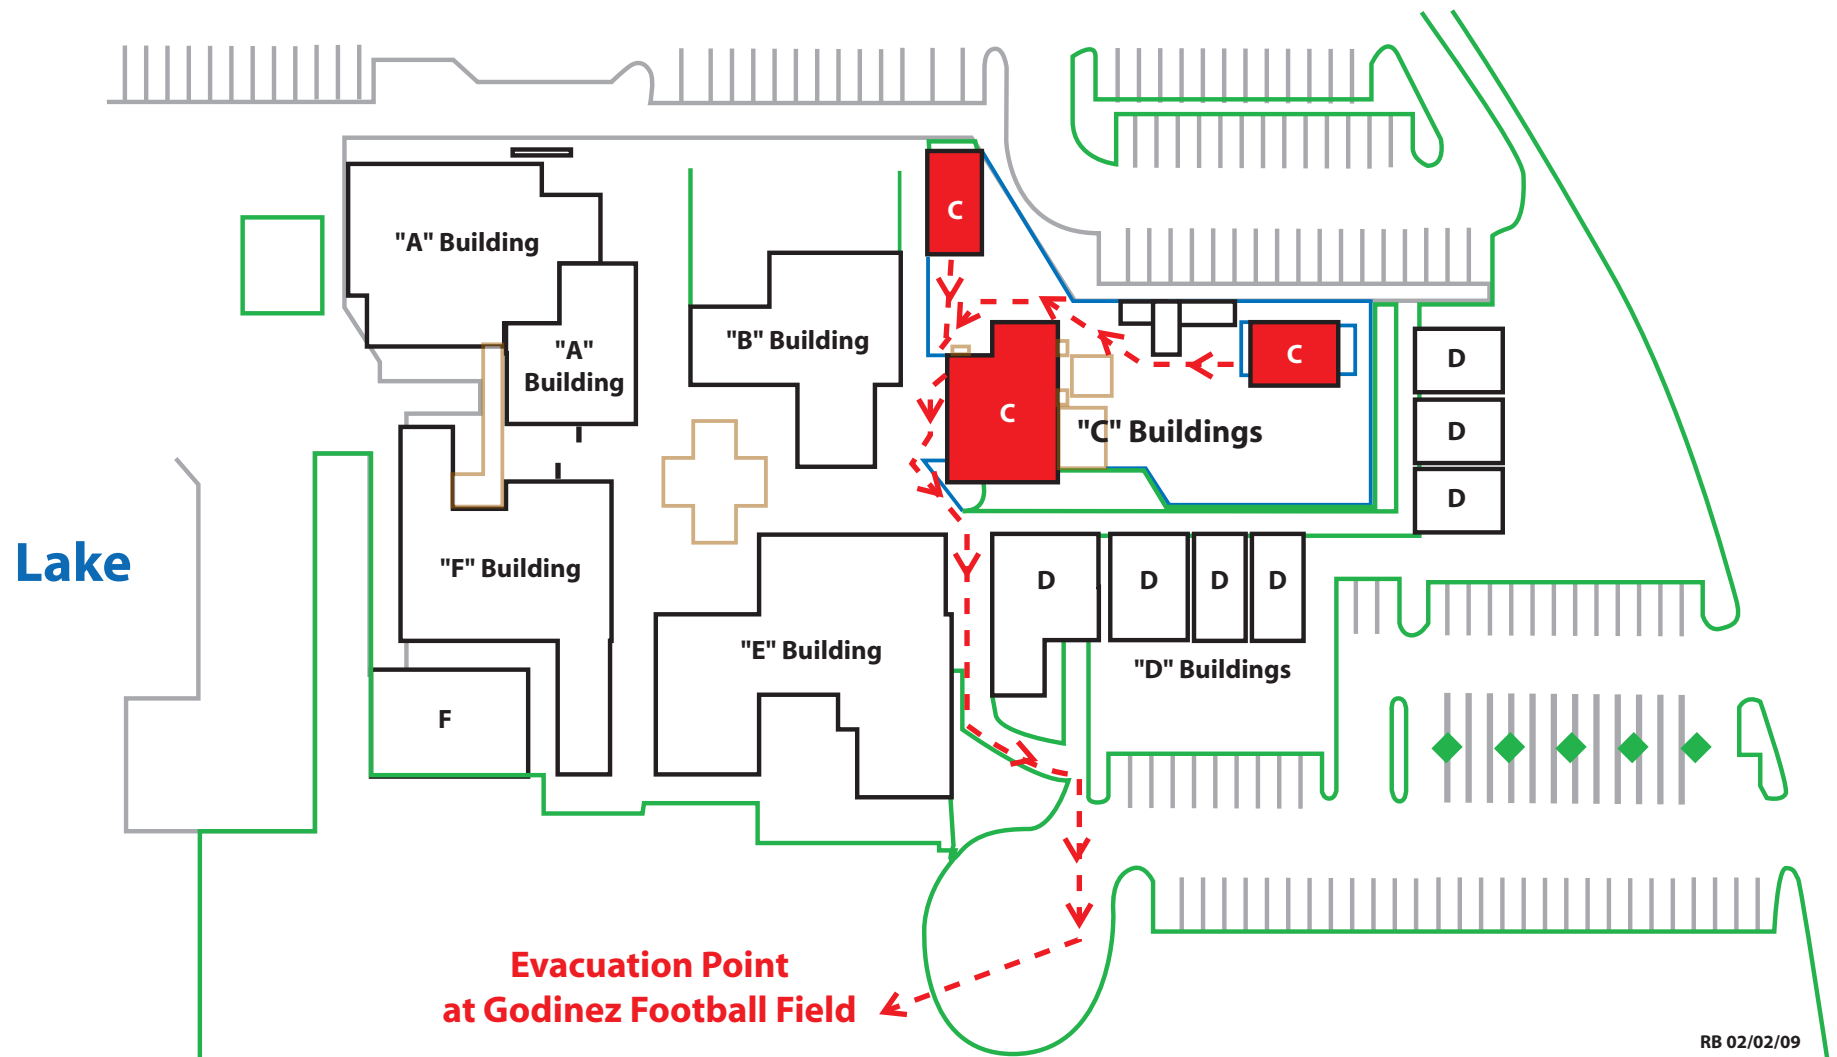 C
"A" Building
"B" Building
"A"
Building
C
D
C
"C" Buildings
D
D
Lake
"F" Building
D
D
D
D
"E" Building
"D" Buildings
F
Evacuation Point
at Godinez Football Field
RB 02/02/09